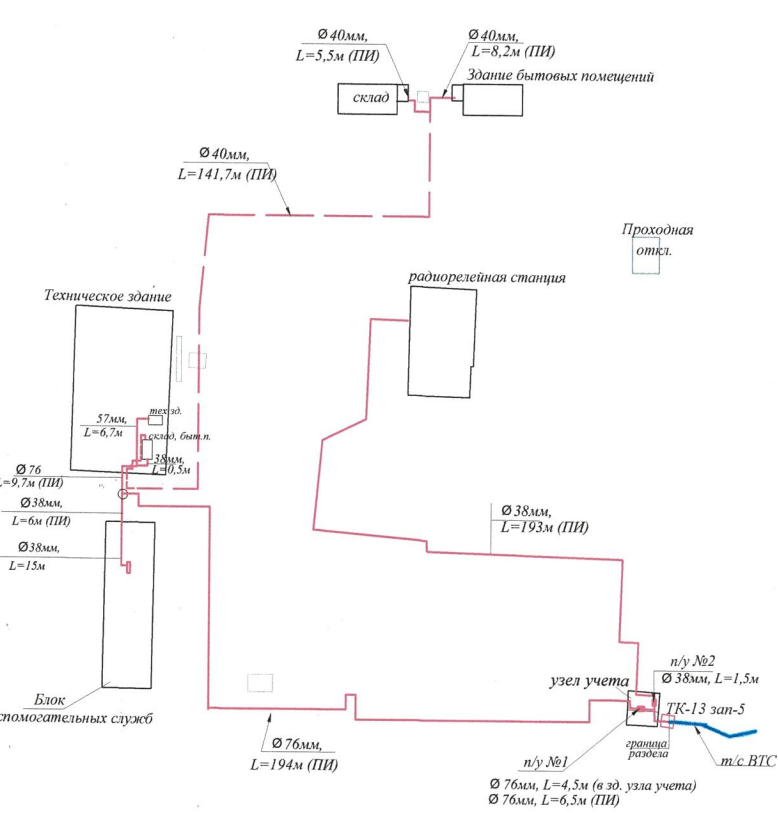 Ø 40мм,
L=5,5м (ПИ)
Ø 40мм,
L=8,2м (ПИ)
Здание бытовых помещений
склад
Ø 40мм,
L=141,7м (ПИ)
Проходная
откл.
радиорелейная станция
Техническое здание
тех зд.
57мм,
L=6,7м
склад, быт.п.
38мм,
L=0,5м
Ø 76
L=9,7м (ПИ)
Ø38мм,
L=6м (ПИ)
Ø38мм,
L=15м
Ø 38мм,
L=193м (ПИ)
Блок
спомогательных служб
Ø 76мм,
L=194м (ПИ)
узел учета
п/у №2
Ø 38мм, L=1,5м
ТК-13 зап-5
граница
раздела
т/с ВТС
п/у №1
Ø 76мм, L=4,5м (в зд. узла учета)
Ø 76мм, L=6,5м (ПИ)